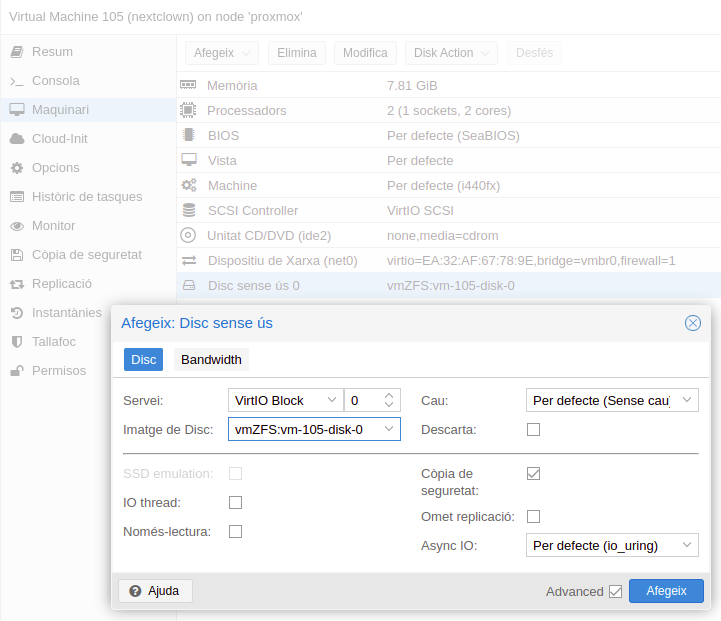 Virtual Machine 105 (nextclown) on node 'proxmox'
Resum
Consola
Maquinari
Cloud-Init
Opcions
Històric de tasques
Monitor
Còpia de seguretat
Replicació
Instantànies
Tallafoc
Permisos
Afegeix Elimina Modifica Disk Action Desfés
Memòria 7.81 GiB
Processadors 2 (1 sockets, 2 cores)
BIOS Per defecte (SeaBIOS)
Vista Per defecte
Machine Per defecte (i440fx)
SCSI Controller VirtIO SCSI
Unitat CD/DVD (ide2) none,media=cdrom
Dispositiu de Xarxa (net0) virtio=EA:32:AF:67:78:9E,bridge=vmbr0,firewall=1
Disc sense ús 0 vmZFS:vm-105-disk-0
Afegeix: Disc sense ús
Disc Bandwidth
Servei: VirtIO Block 0
Imatge de Disc: vmZFS:vm-105-disk-0
Cau: Per defecte (Sense cau)
Descarta:
SSD emulation:
IO thread:
Només-lectura:
Còpia de
seguretat:
Omet replicació:
Async IO: Per defecte (io_uring)
Ajuda Advanced Afegeix